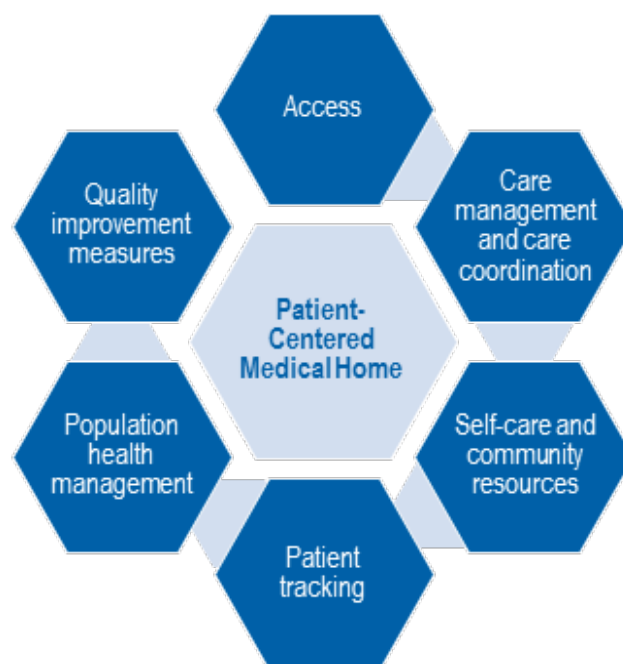 Access
Care
management
and care
coordination
Self-care and
community
resources
Patient
tracking
Population
health
management
Quality
improvement
measures
Patient-
Centered
Medical Home